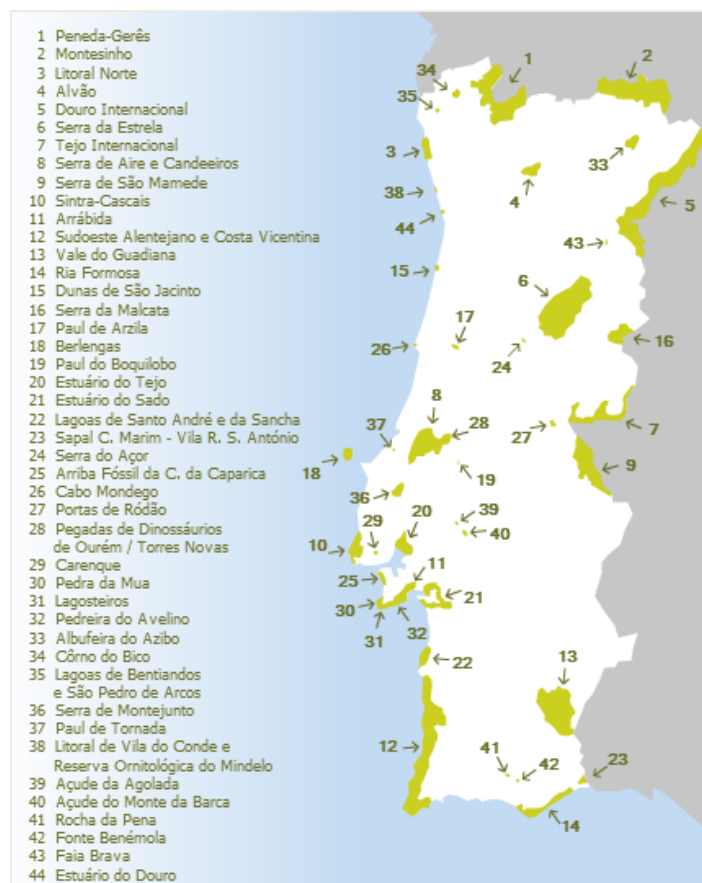 1 Peneda-Gerês
2 Montesinho
3 Litoral Norte
4 Alvão
5 Douro Internacional
6 Serra da Estrela
7 Tejo Internacional
8 Serra de Aire e Candeeiros
9 Serra de São Mamede
10 Sintra-Cascais
11 Arrábida
12 Sudoeste Alentejano e Costa Vicentina
13 Vale do Guadiana
14 Ria Formosa
15 Dunas de São Jacinto
16 Serra da Malcata
17 Paul de Arzila
18 Berlengas
19 Paul do Boquilobo
20 Estuário do Tejo
21 Estuário do Sado
22 Lagoas de Santo André e da Sancha
23 Sapal C. Marim - Vila R. S. António
24 Serra do Açor
25 Arriba Fóssil da C. da Caparica
26 Cabo Mondego
27 Portas de Ródão
28 Pegadas de Dinossáurios
de Ourém / Torres Novas
29 Carenque
30 Pedra da Mua
31 Lagosteiros
32 Pedreira do Avelino
33 Albufeira do Azibo
34 Côrno do Bico
35 Lagoas de Bentiandos
e São Pedro de Arcos
36 Serra de Montejunto
37 Paul de Tornada
38 Litoral de Vila do Conde e
Reserva Ornitológica do Mindelo
39 Açude da Agolada
40 Açude do Monte da Barca
41 Rocha da Pena
42 Fonte Benémola
43 Faia Brava
44 Estuário do Douro
1
2
34
35
3
33
4
38
5
44
43
15
6
17
26
24
16
8
28
37
27
7
18
19
9
36
39
20
29
40
10
11
25
21
30
32
31
22
13
12
41
42
23
14